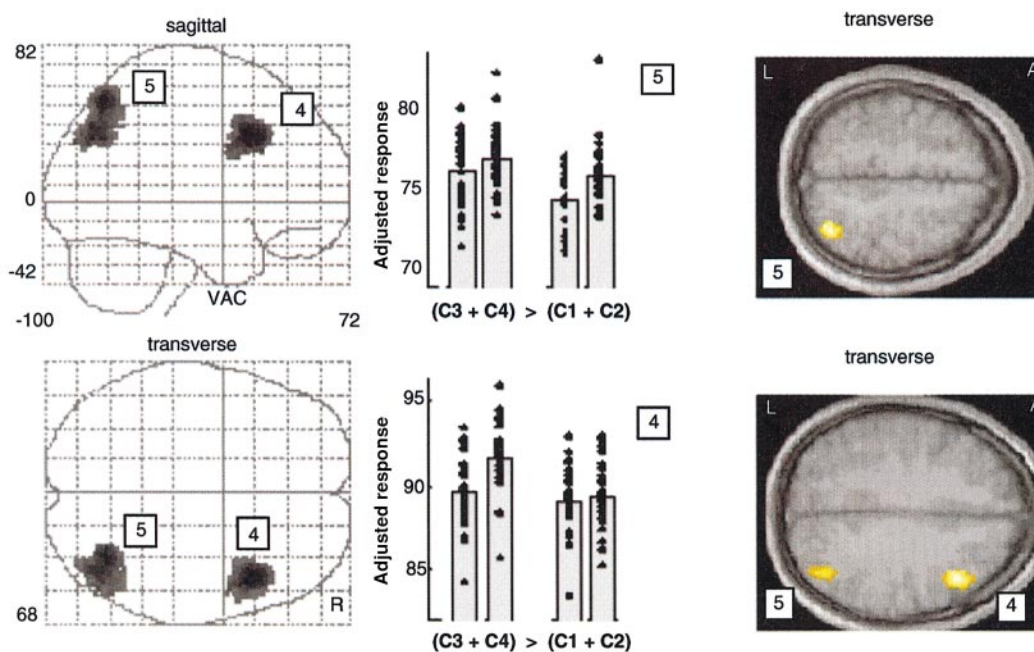 sagittal
82
5
4
0
-42
VAC
-100
72
Adjusted response
80
75
70
5
(C3 + C4) > (C1 + C2)
transverse
L
A
5
transverse
5
4
R
68
Adjusted response
95
90
85
4
(C3 + C4) > (C1 + C2)
transverse
L
A
5
4